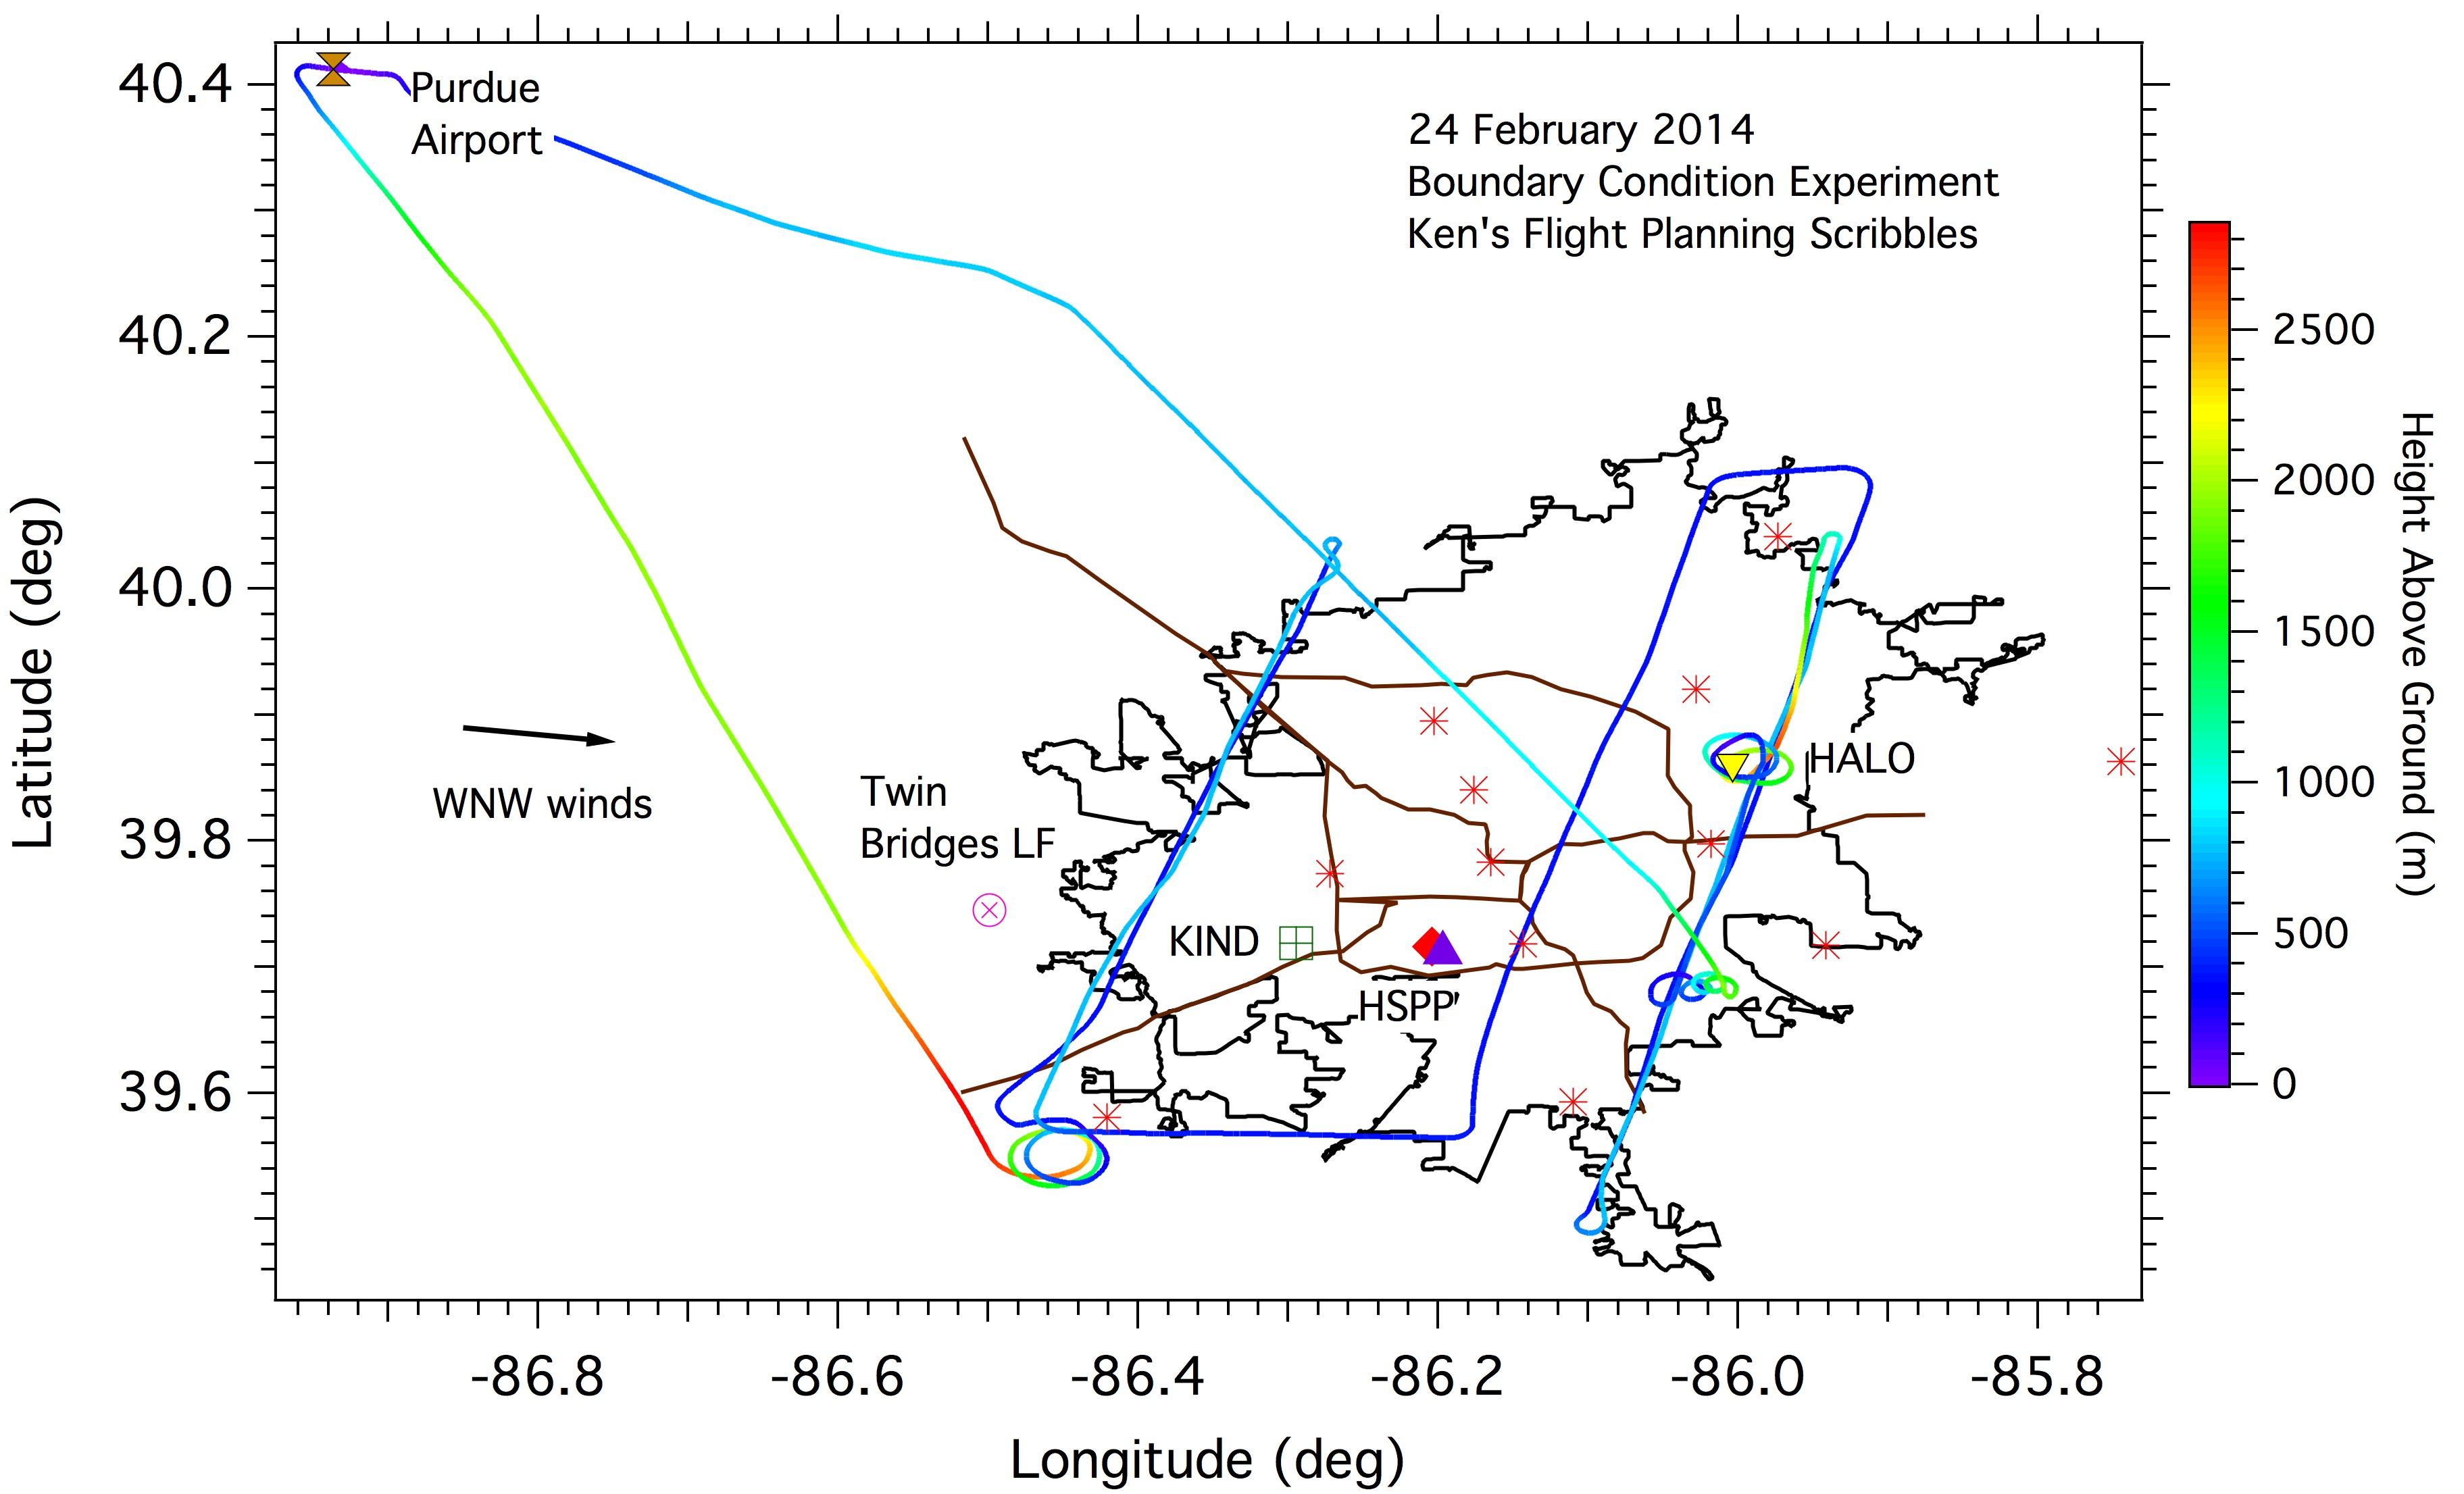 40.4
40.2
40.0
39.8
39.6
Latitude (deg)
Purdue
Airport
24 February 2014
Boundary Condition Experiment
Ken's Flight Planning Scribbles
WNW winds
Twin
Bridges LF
KIND
HSPP
HALO
2500
2000
1500
1000
500
0
Height Above Ground (m)
-86.8
-86.6
-86.4
-86.2
-86.0
-85.8
Longitude (deg)